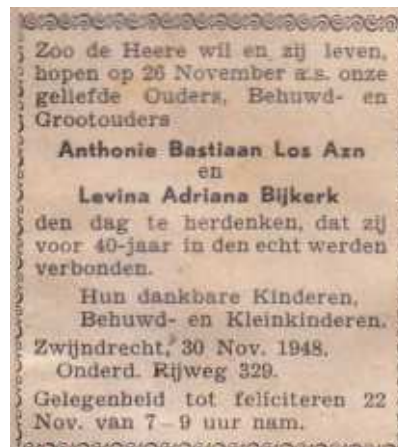 Zoo de Heere wil en zij leven,
hopen op 26 November a.s. onze
geliefde Ouders, Behuwd- en
Grootouders
Anthonie Bastiaan Los Azn
en
Levina Adriana Bijkerk
den dag te herdenken, dat zij
voor 40-jaar in den echt werden
verbonden.
Hun dankbare Kinderen,
Behuwd- en Kleinkinderen.
Zwijndrecht, 30 Nov. 1948.
Onderd. Rijweg 329.
Gelegenheid tot feliciteren 22
Nov. van 7-9 uur nam.